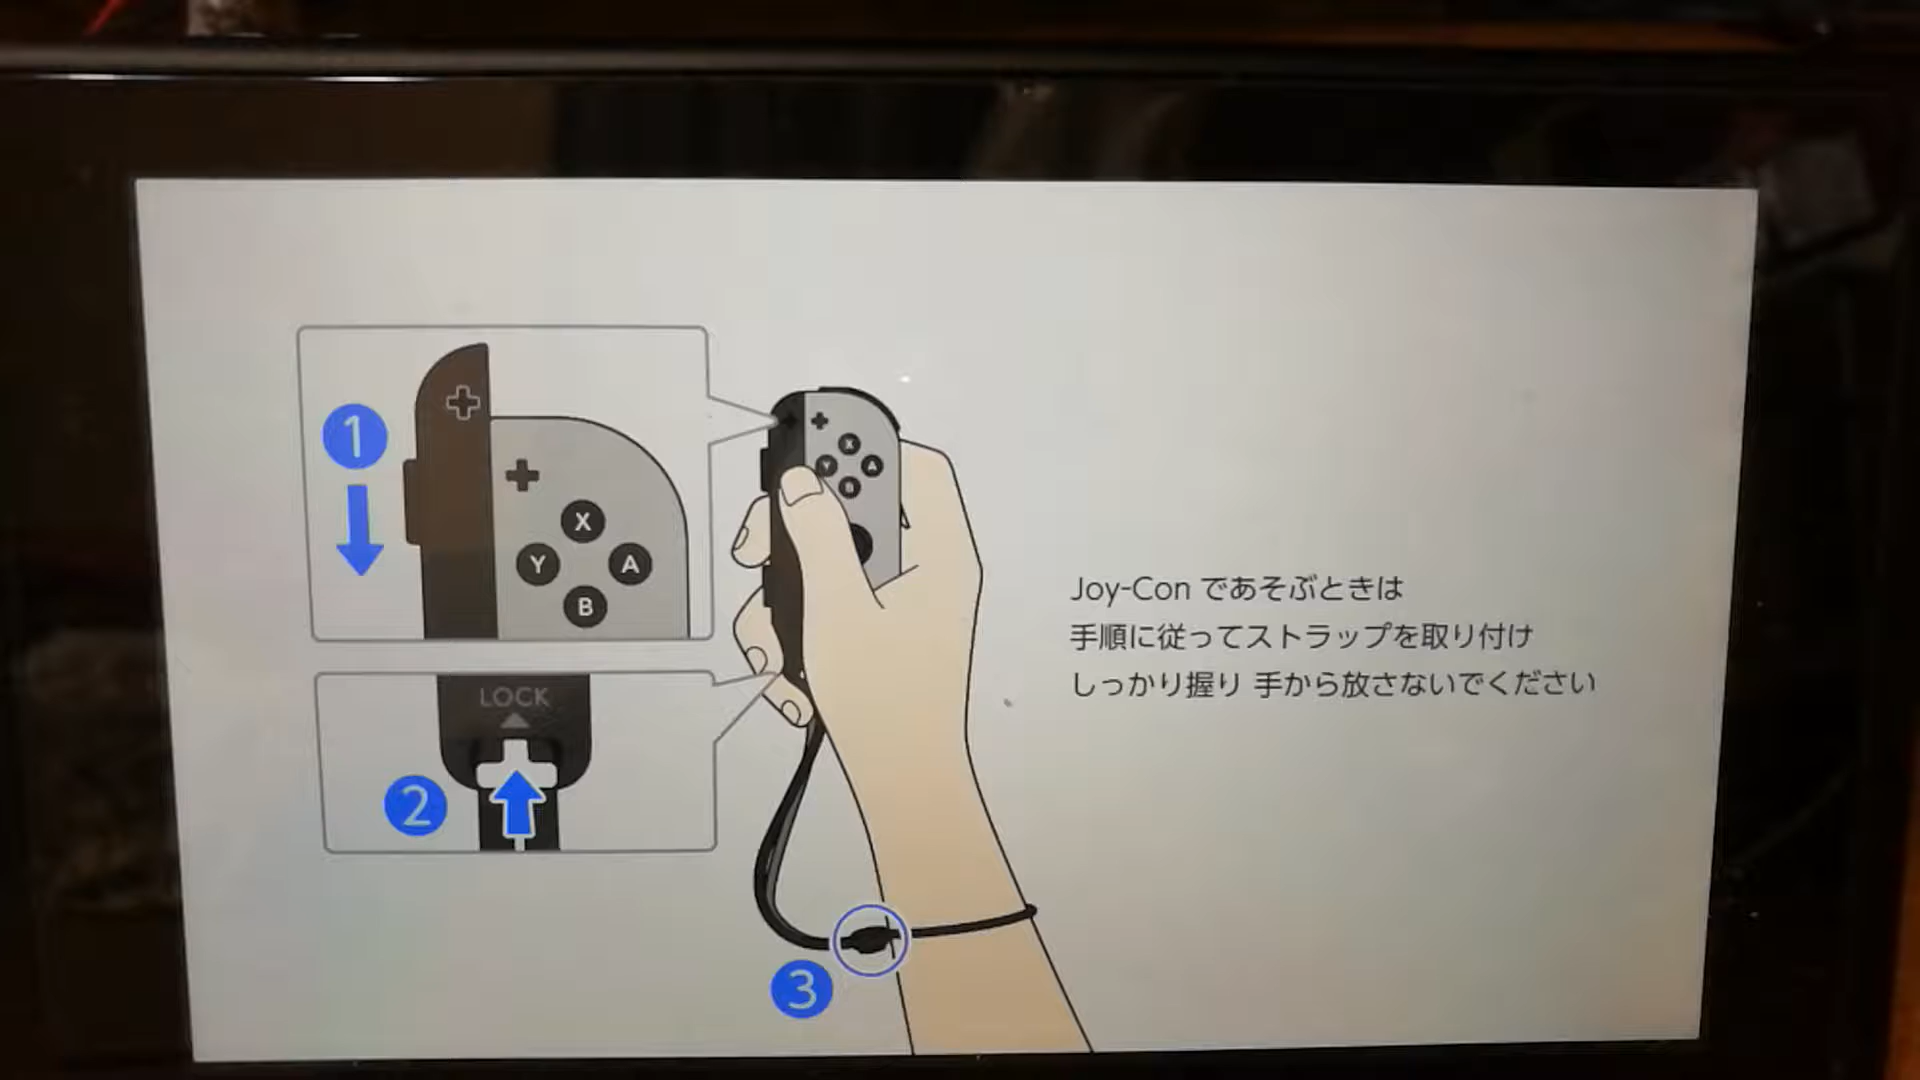 1
X
Y A
B
LOCK
2
3
Joy-Con であそぶときは
手順に従ってストラップを取り付け
しっかり握り 手から放さないでください
X
Y A
B